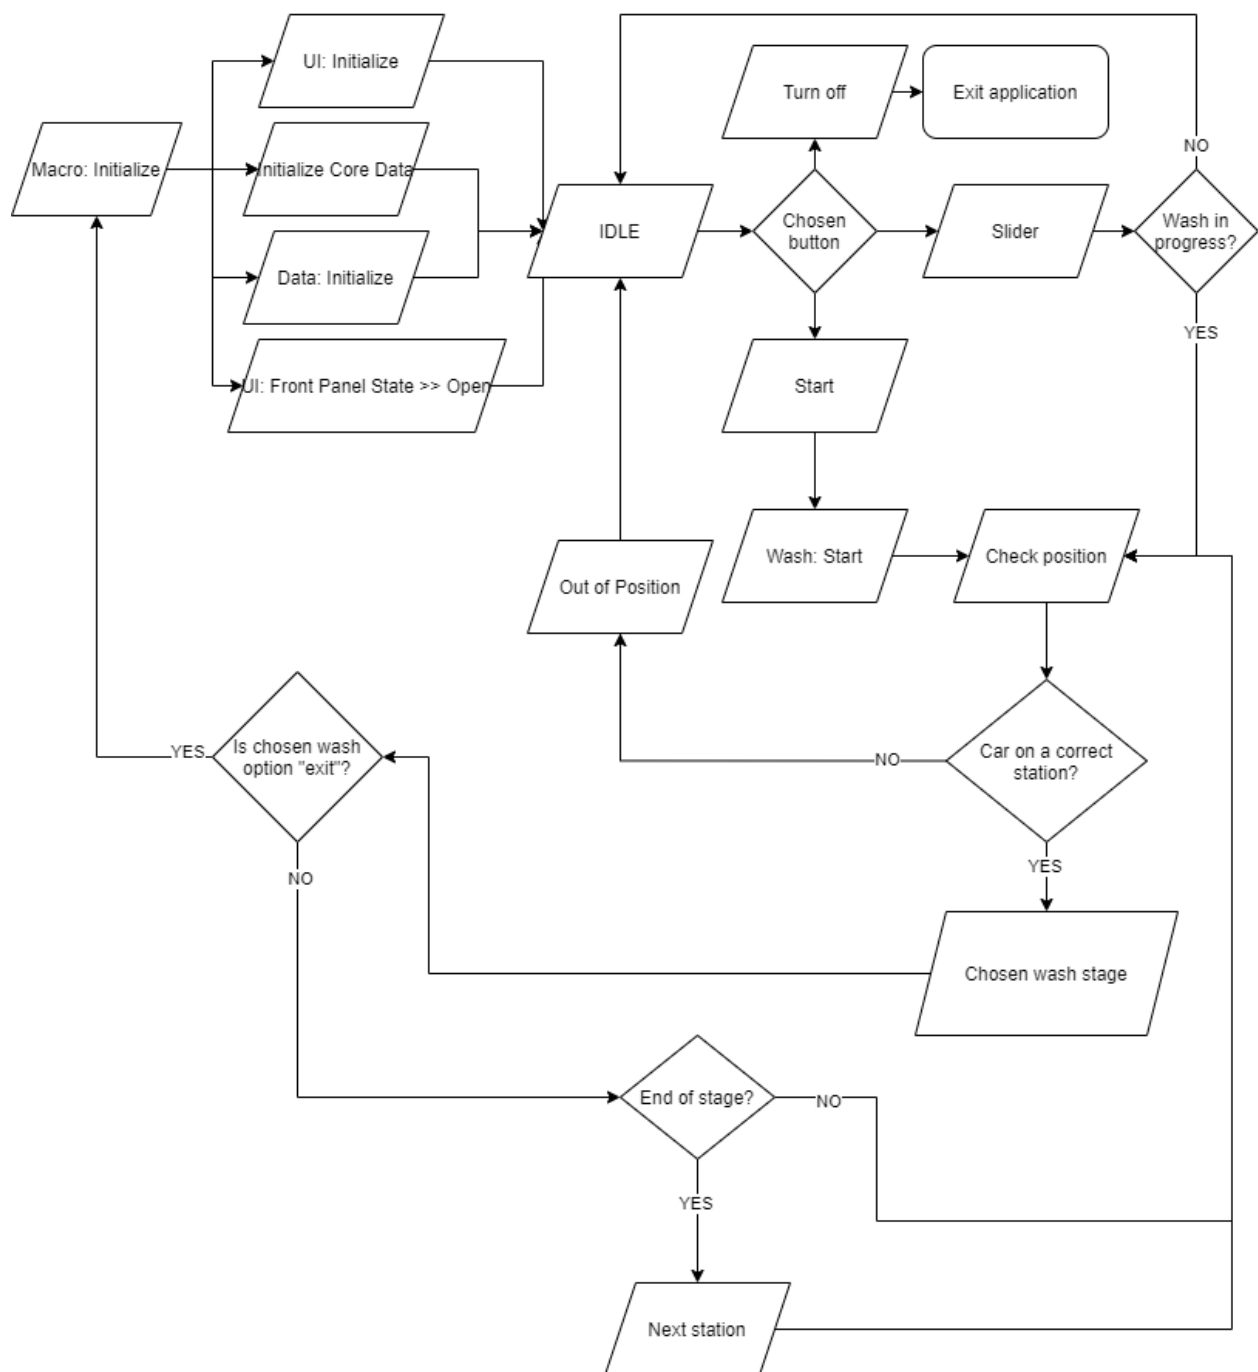 UI: Initialize
Turn off
Exit application
Macro: Initialize
Initialize Core Data
NO
IDLE
Chosen
button
Slider
Wash in
progress?
Data: Initialize
YES
UI: Front Panel State >> Open
Start
Wash: Start
Check position
Out of Position
YES
Is chosen wash
option "exit"?
NO
Car on a correct
station?
YES
NO
Chosen wash stage
End of stage?
NO
YES
Next station